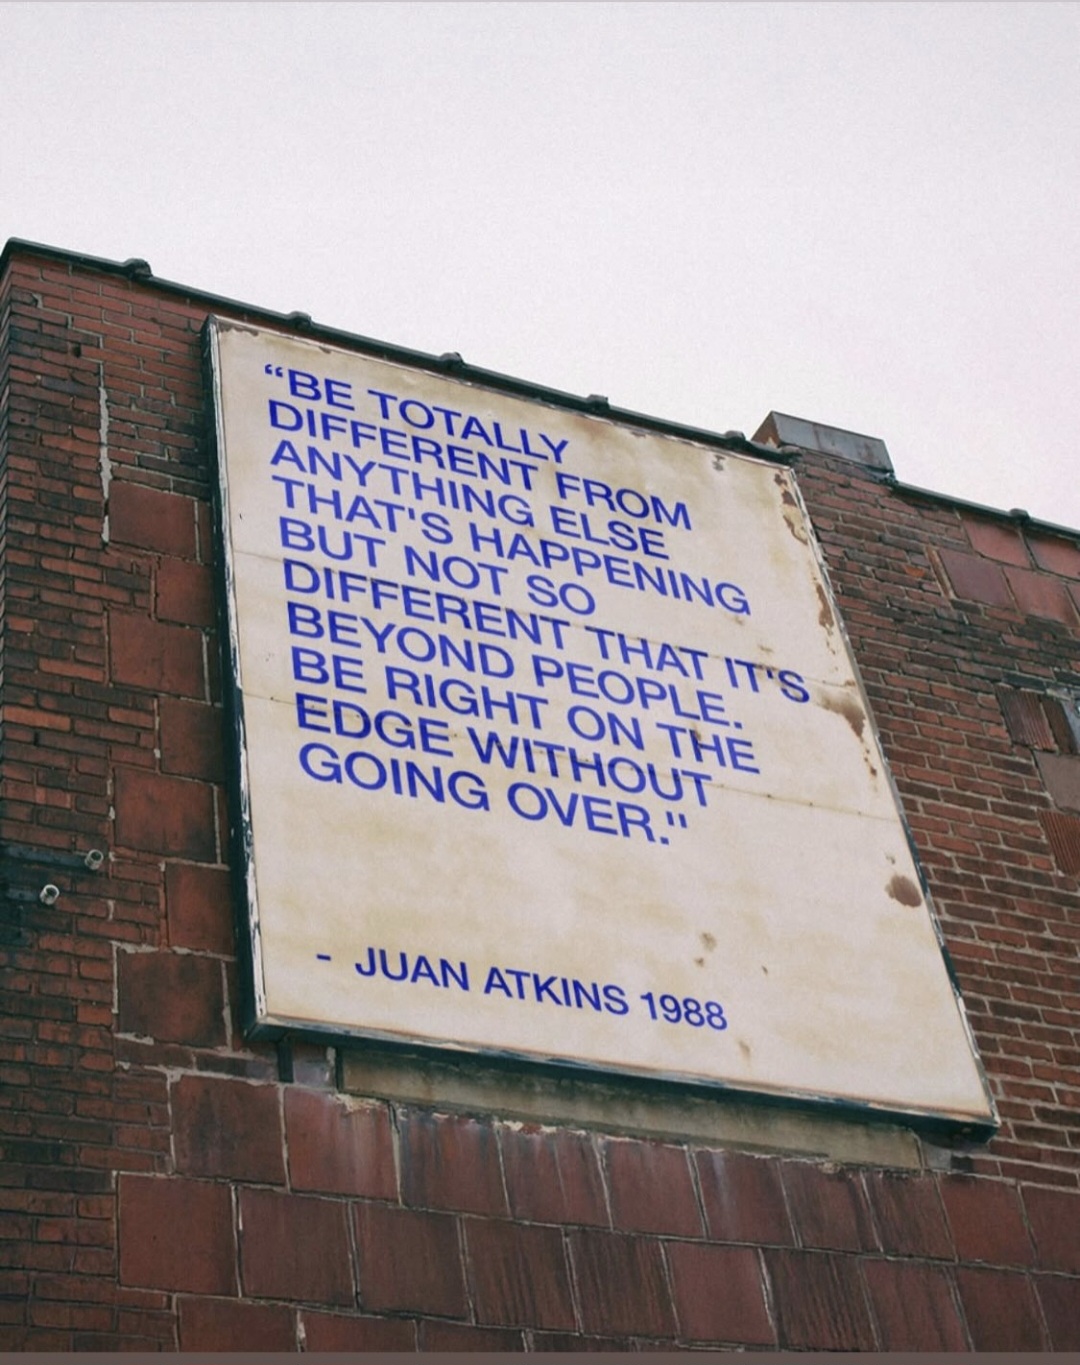 “BE TOTALLY
DIFFERENT FROM
ANYTHING ELSE
THAT'S HAPPENING
BUT NOT SO
DIFFERENT THAT IT'S
BEYOND PEOPLE.
BE RIGHT ON THE
EDGE WITHOUT
GOING OVER."
- JUAN ATKINS 1988